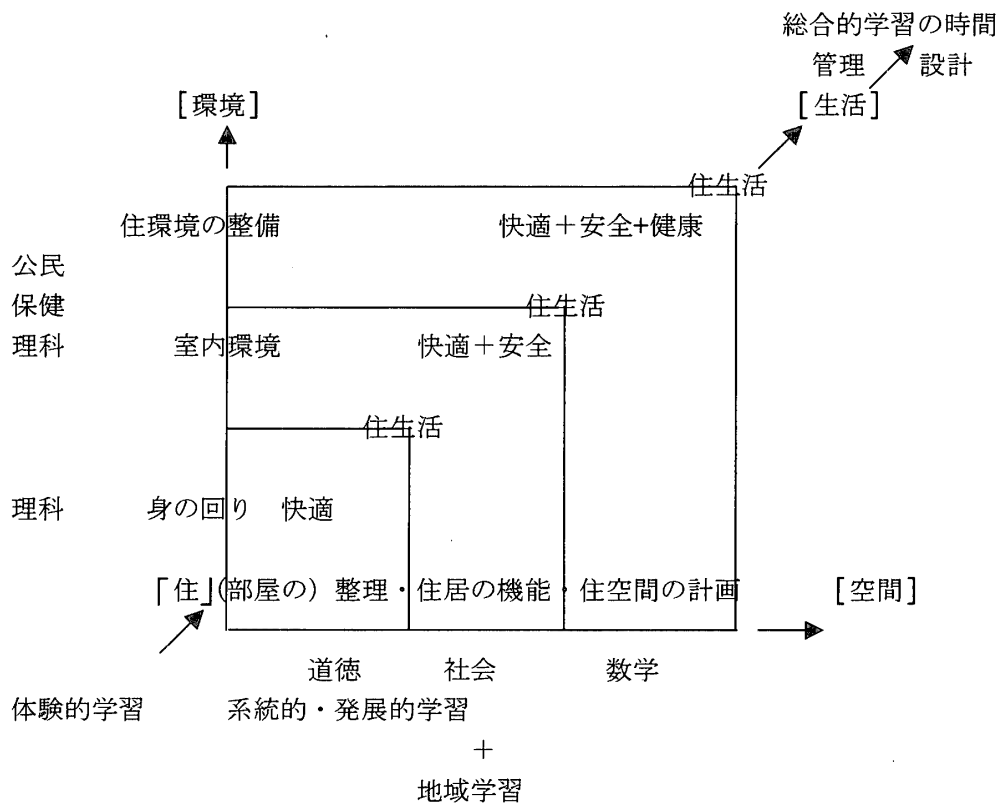 総合的学習の時間
管理 設計
[環境] [生活]
住生活
住環境の整備 快適＋安全+健康
公民
保健 住生活
理科 室内環境 快適＋安全
住生活
理科 身の回り 快適
「住」(部屋の）整理・住居の機能・住空間の計画 [空間]
道徳 社会 数学
体験的学習 系統的・発展的学習
＋
地域学習